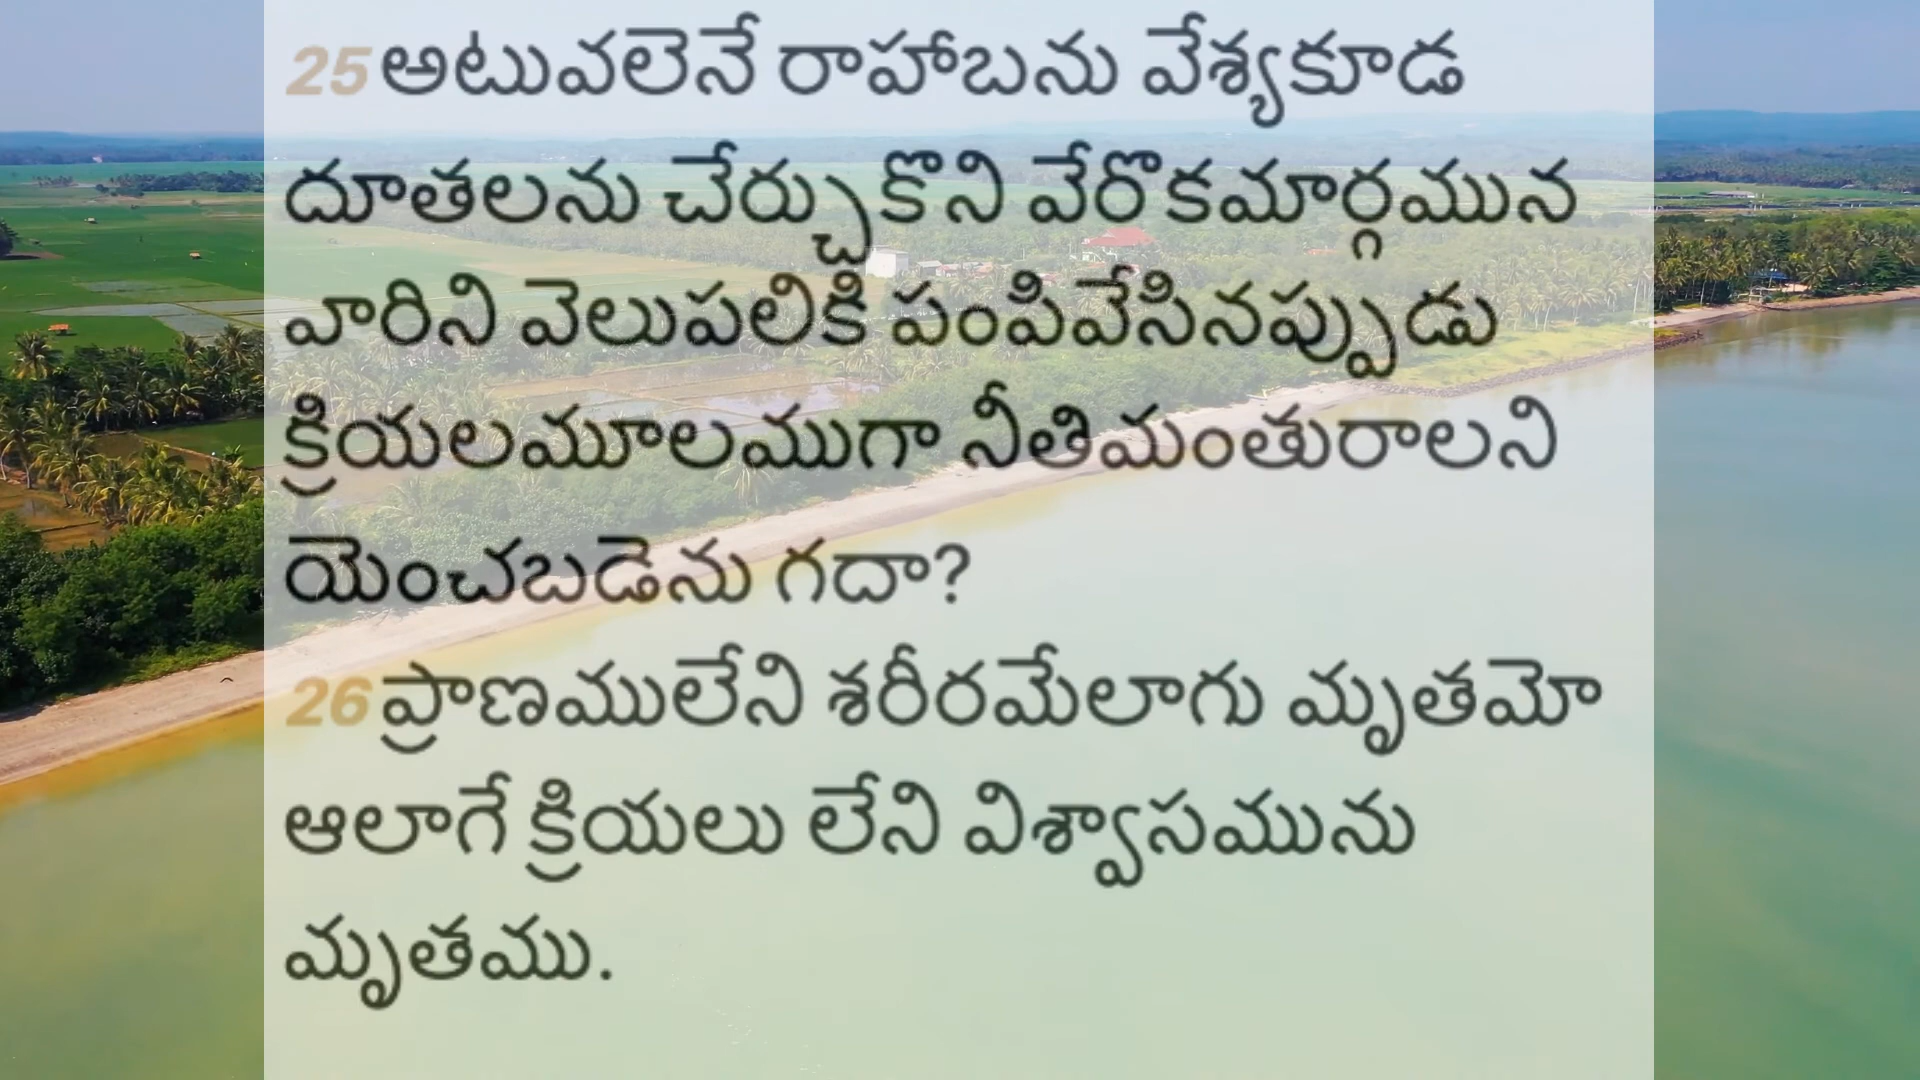 25 అటువలెనే రాహాబను వేశ్యకూడ
దూతలను చేర్చుకొని వేరొకమార్గమున
వారిని వెలుపలికి పంపివేసినప్పుడు
క్రియలమూలముగా నీతిమంతురాలని
యెంచబడెను గదా?
26 ప్రాణములేని శరీరమేలాగు మృతమో
ఆలాగే క్రియలు లేని విశ్వాసమును
మృతము.